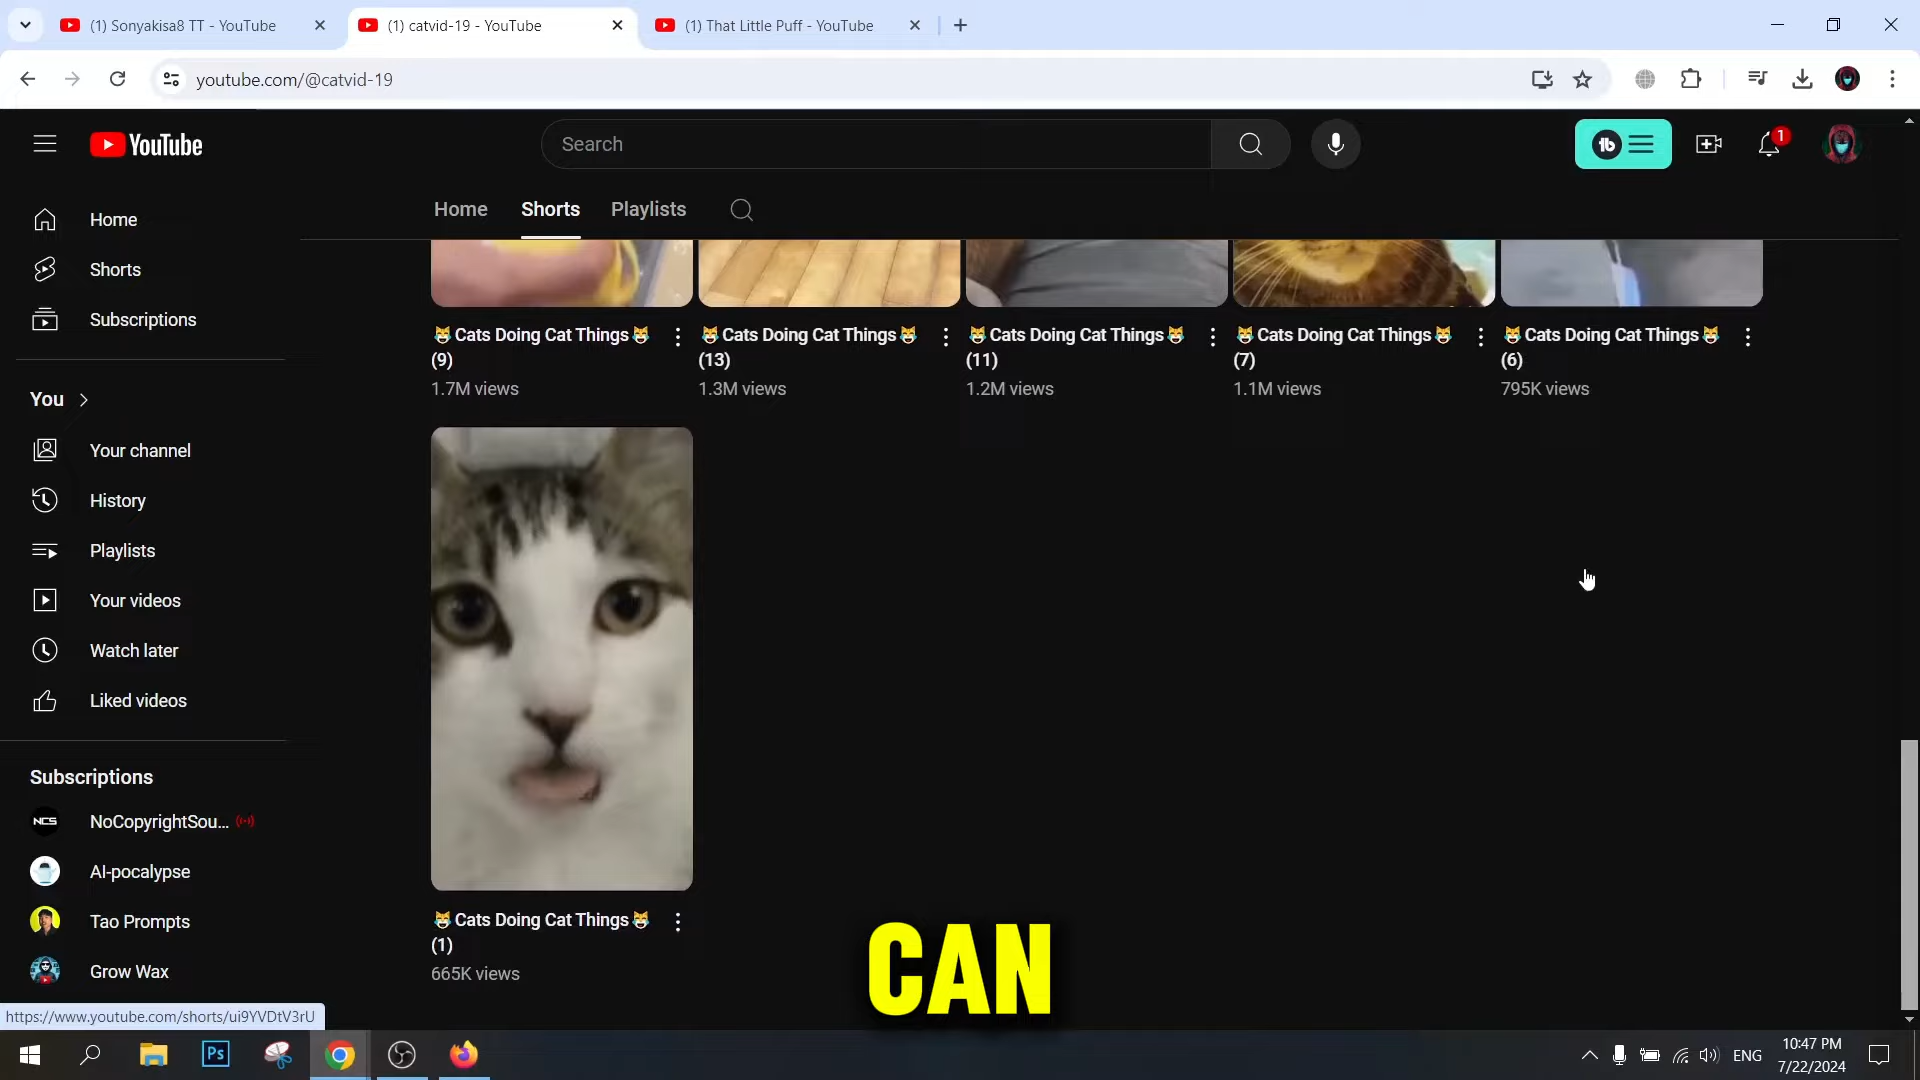 (1) Sonyakisa8 TT - YouTube
(1) catvid-19 - YouTube
(1) That Little Puff - YouTube
youtube.com/@catvid-19
YouTube
Search
1
Home
Shorts
Playlists
Home
Shorts
Subscriptions
You
Your channel
History
Playlists
Your videos
Watch later
Liked videos
Subscriptions
NCS
NoCopyrightSou...
AI-pocalypse
Tao Prompts
Grow Wax
😹Cats Doing Cat Things😹
(9)
1.7M views
😹Cats Doing Cat Things😹
(13)
1.3M views
😹Cats Doing Cat Things😹
(11)
1.2M views
😹Cats Doing Cat Things😹
(7)
1.1M views
😹Cats Doing Cat Things😹
(6)
795K views
😹Cats Doing Cat Things😹
(1)
665K views
CAN
https://www.youtube.com/shorts/ui9YVDtV3rU
Ps
ENG
10:47 PM
7/22/2024